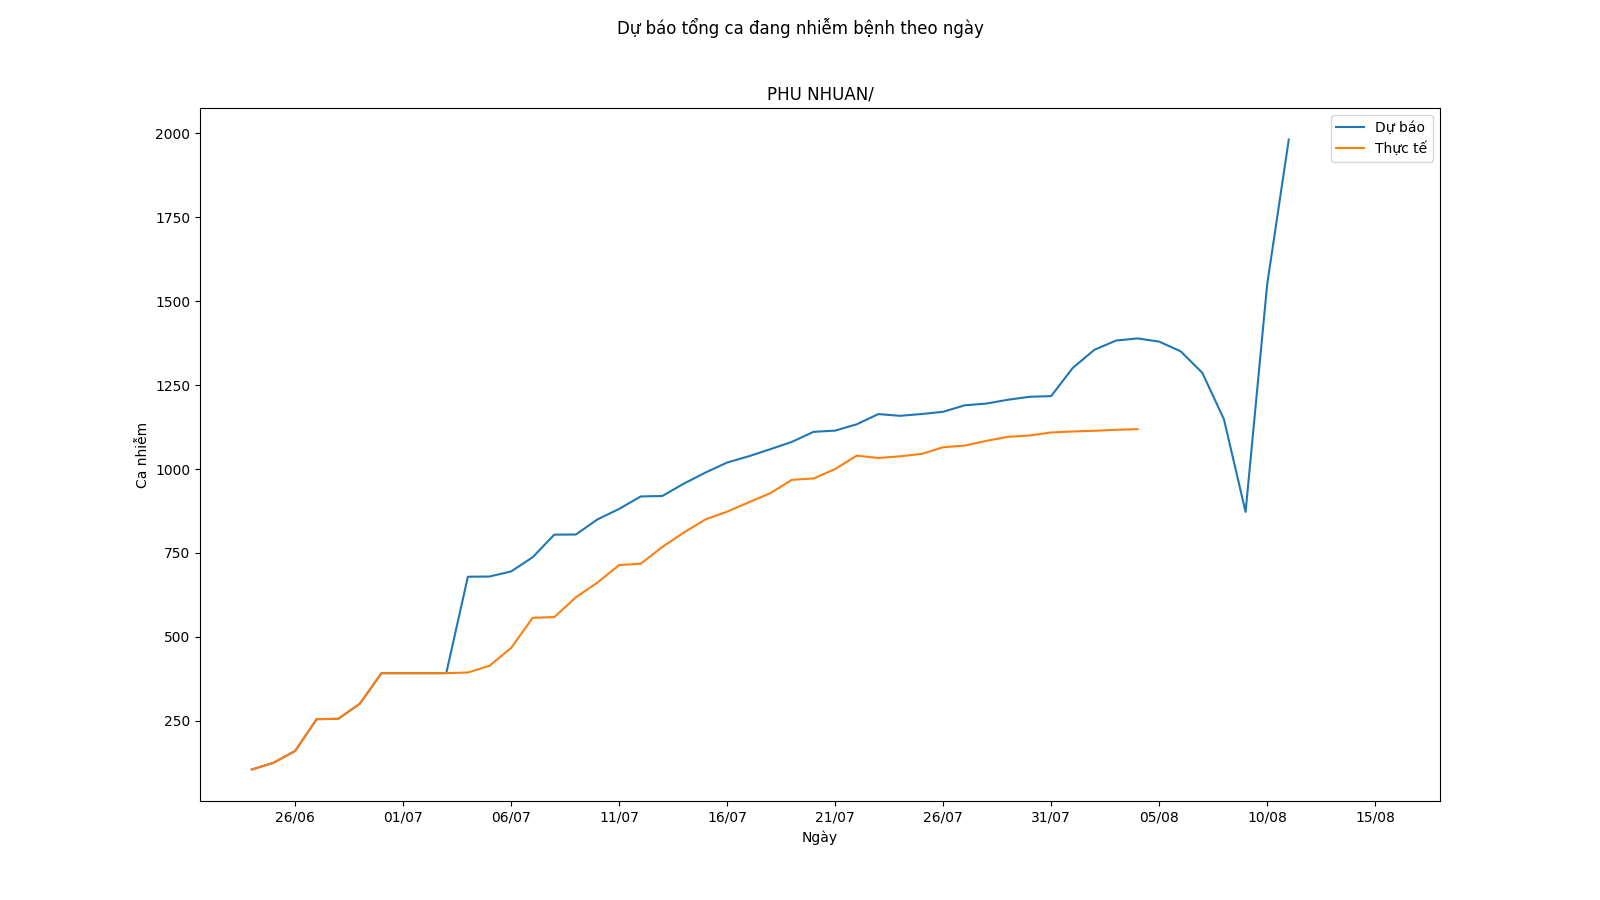 Dự báo tổng ca đang nhiễm bệnh theo ngày
PHU NHUAN/
Dự báo
Thực tế
2000
1750
1500
1250
1000
750
500
250
Ca nhiễm
26/06 01/07 06/07 11/07 16/07 21/07 26/07 31/07 05/08 10/08 15/08
Ngày